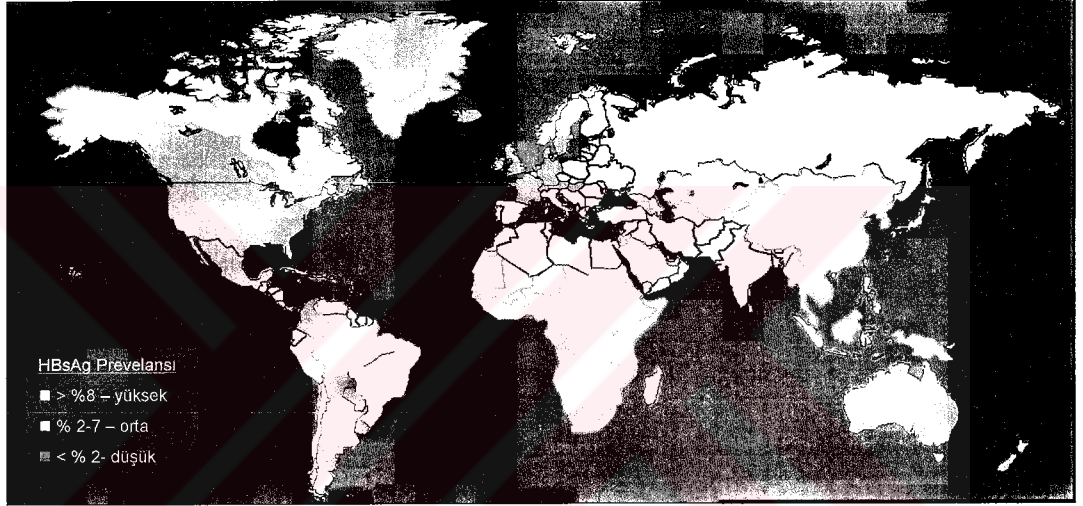 HBsAg Prevelansı
> %8 – yüksek
% 2-7 – orta
< % 2- düşük